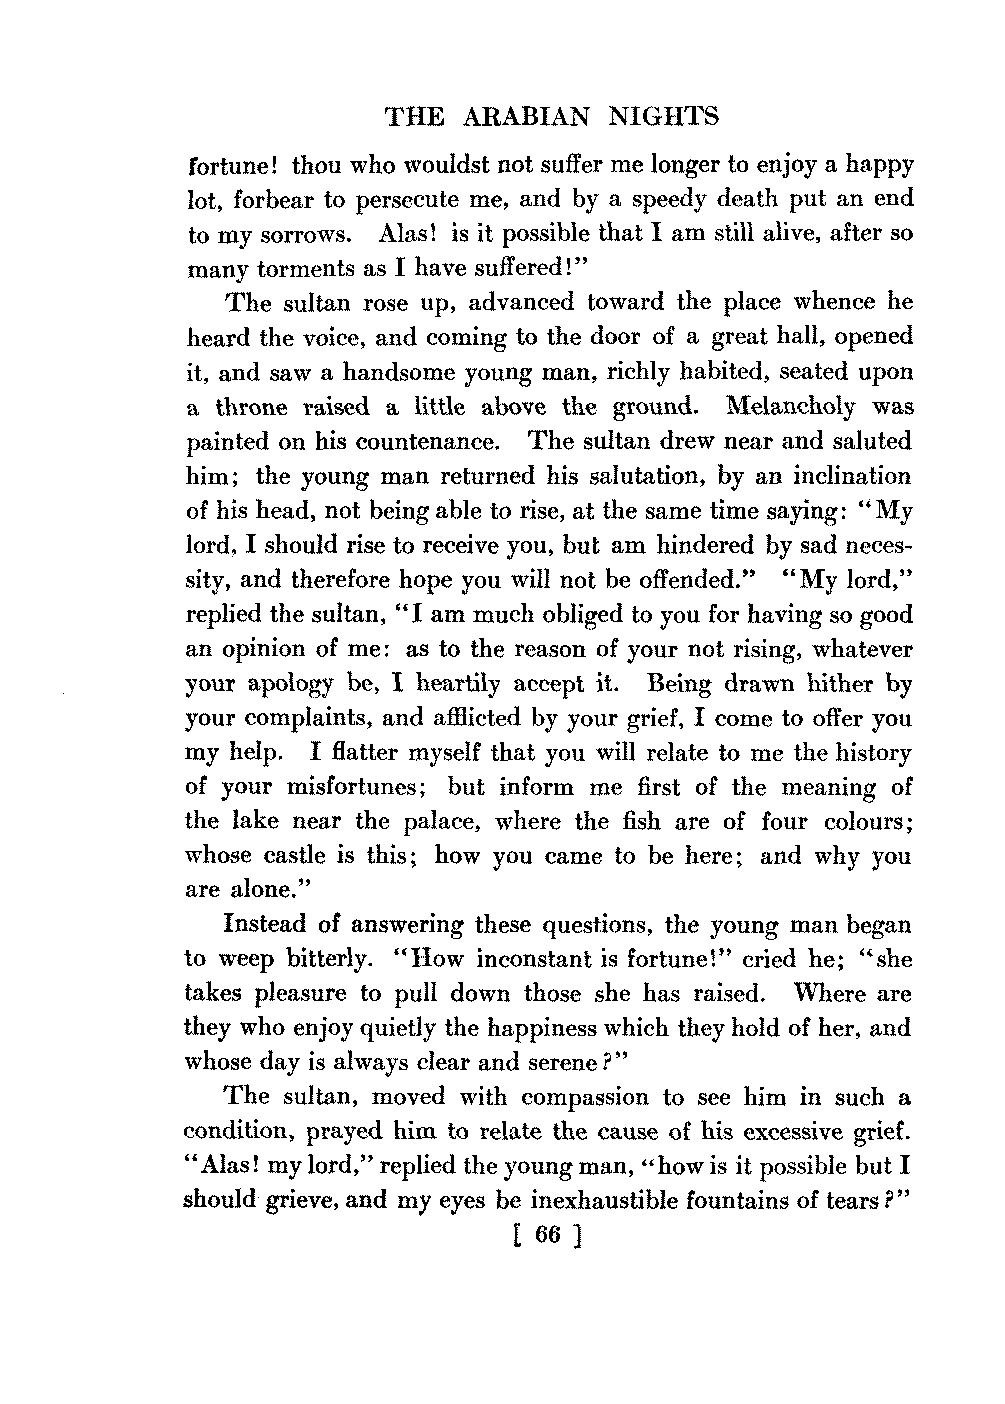 THE ARABIAN NIGHTS
fortune! thou who wouldst not suffer me longer to enjoy a happy
lot, forbear to persecute me, and by a speedy death put an end
to my sorrows. Alas! is it possible that I am still alive, after so
many torments as I have suffered!"
The sultan rose up, advanced toward the place whence he
heard the voice, and coming to the door of a great hall, opened
it, and saw a handsome young man, richly habited, seated upon
a throne raised a little above the ground. Melancholy was
painted on his countenance. The sultan drew near and saluted
him; the young man returned his salutation, by an inclination
of his head, not being able to rise, at the same time saying: "My
lord, I should rise to receive you, but am hindered by sad neces-
sity, and therefore hope you will not be offended." "My lord,"
replied the sultan, "I am much obliged to you for having so good
an opinion of me: as to the reason of your not rising, whatever
your apology be, I heartily accept it. Being drawn hither by
your complaints, and afflicted by your grief, I come to offer you
my help. I flatter myself that you will relate to me the history
of your misfortunes; but inform me first of the meaning of
the lake near the palace, where the fish are of four colours;
whose castle is this; how you came to be here; and why you
are alone."
Instead of answering these questions, the young man began
to weep bitterly. "How inconstant is fortune!" cried he; "she
takes pleasure to pull down those she has raised. Where are
they who enjoy quietly the happiness which they hold of her, and
whose day is always clear and serene?"
The sultan, moved with compassion to see him in such a
condition, prayed him to relate the cause of his excessive grief.
"Alas! my lord," replied the young man, "how is it possible but I
should grieve, and my eyes be inexhaustible fountains of tears?"
[ 66 ]